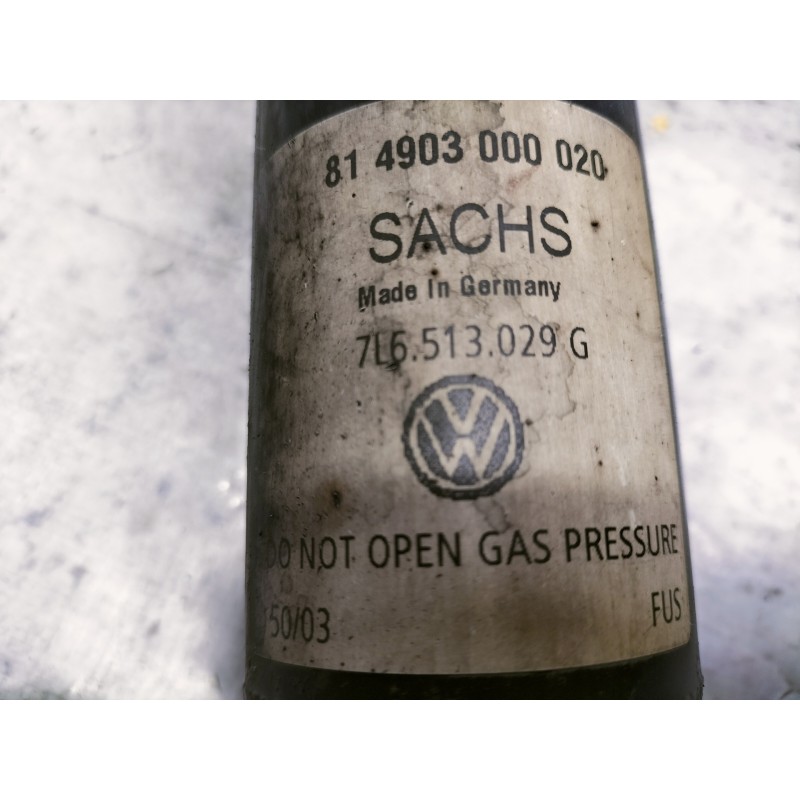 81 4903 000 020
SACHS
Made In Germany
7L6.513.029 G
VW
DO NOT OPEN GAS PRESSURE
50/03 FUS